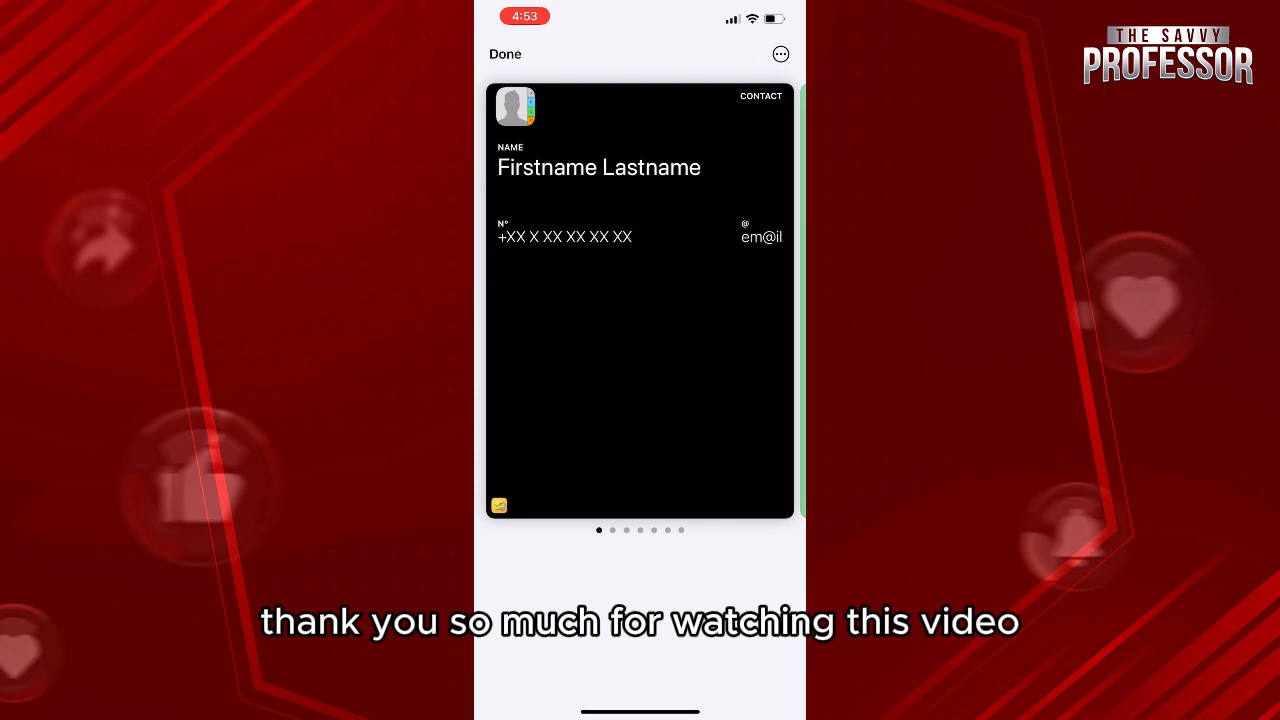 4:53
THE SAVVY
PROFESSOR
Done
CONTACT
NAME
Firstname Lastname
N°
@
+XX X XX XX XX XX
em@il
thank you so much for watching this video